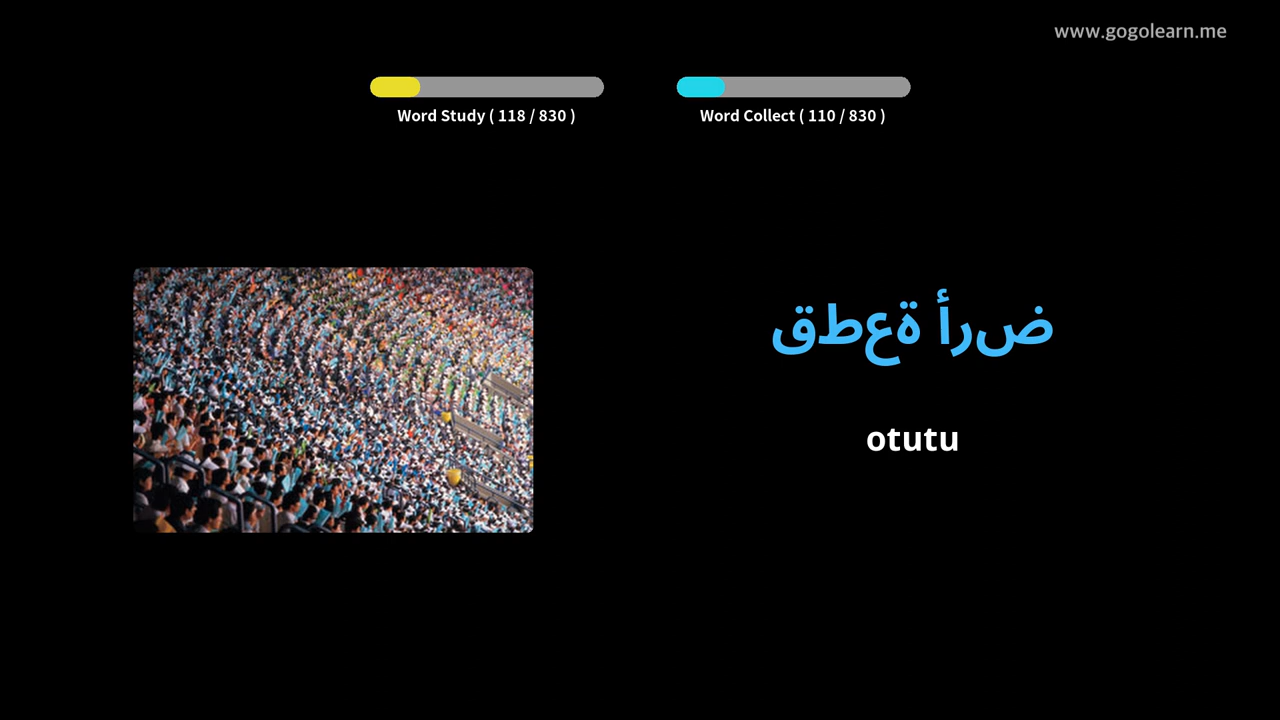 www.gogolearn.me
Word Study ( 118 / 830 )
Word Collect ( 110 / 830 )
قطعة أرض
otutu